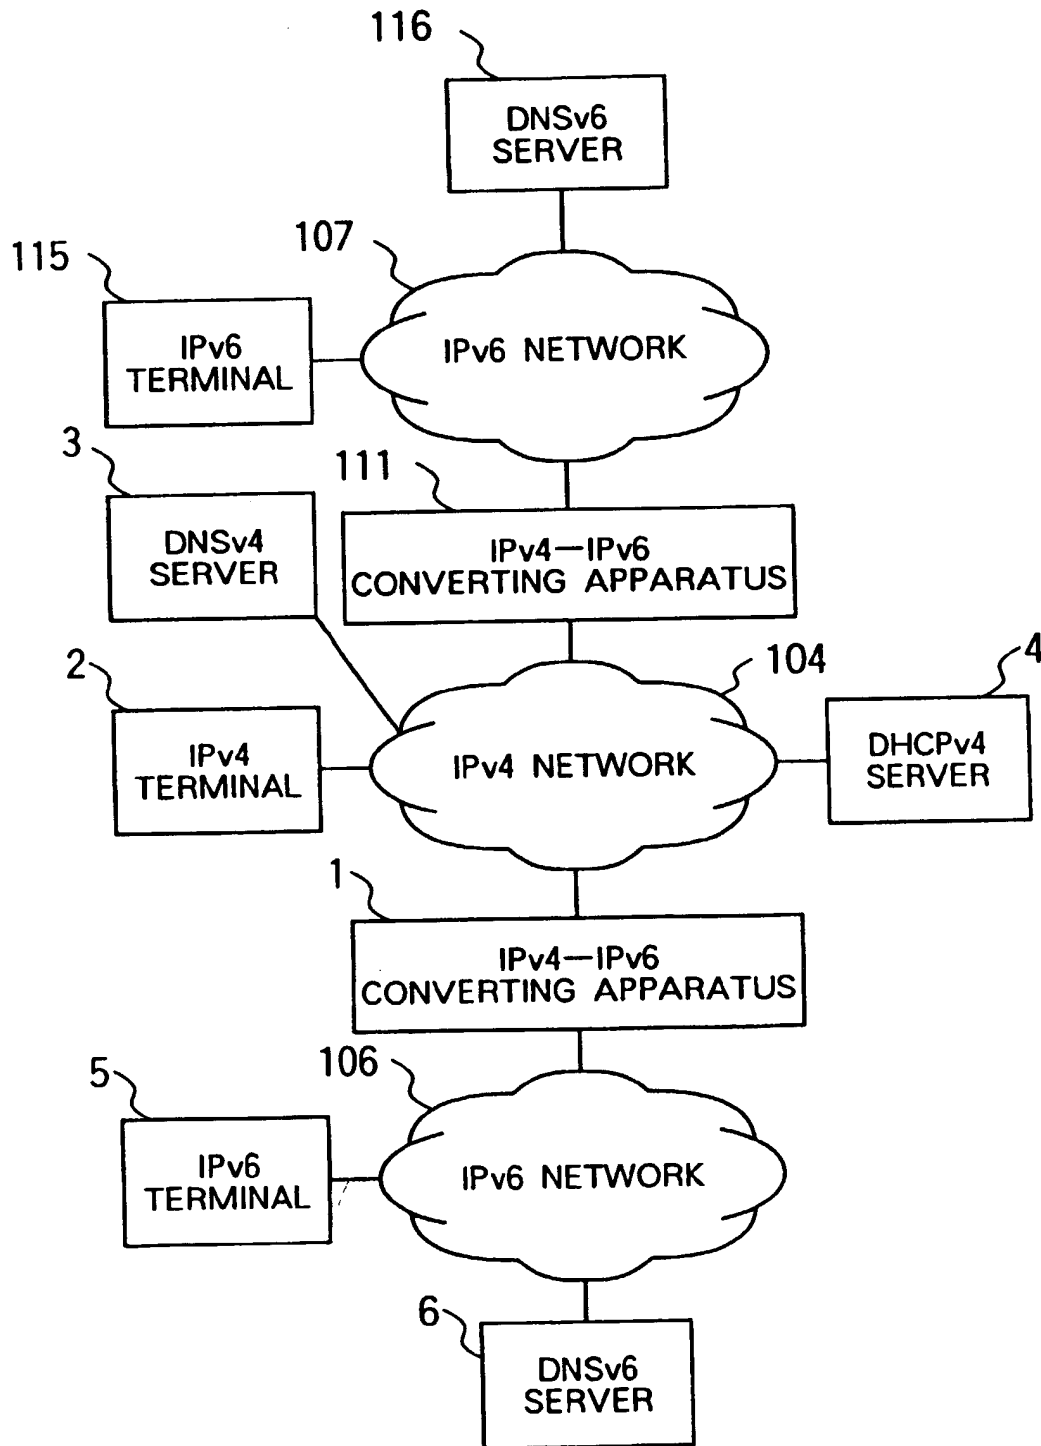 116
DNSv6
SERVER
107
115
IPv6
TERMINAL
IPv6 NETWORK
3
111
DNSv4
SERVER
IPv4—IPv6
CONVERTING APPARATUS
2
104
4
IPv4
TERMINAL
IPv4 NETWORK
DHCPv4
SERVER
1
IPv4—IPv6
CONVERTING APPARATUS
106
5
IPv6
TERMINAL
IPv6 NETWORK
6
DNSv6
SERVER